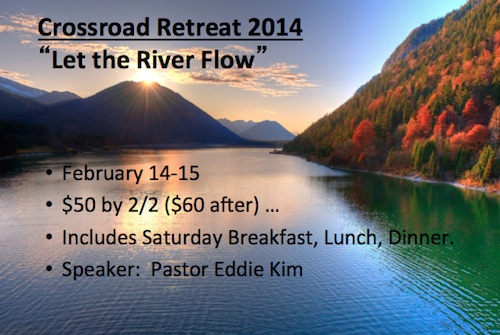 Crossroad Retreat 2014
“Let the River Flow”
• February 14-15
• $50 by 2/2 ($60 after) …
• Includes Saturday Breakfast, Lunch, Dinner.
• Speaker:  Pastor Eddie Kim